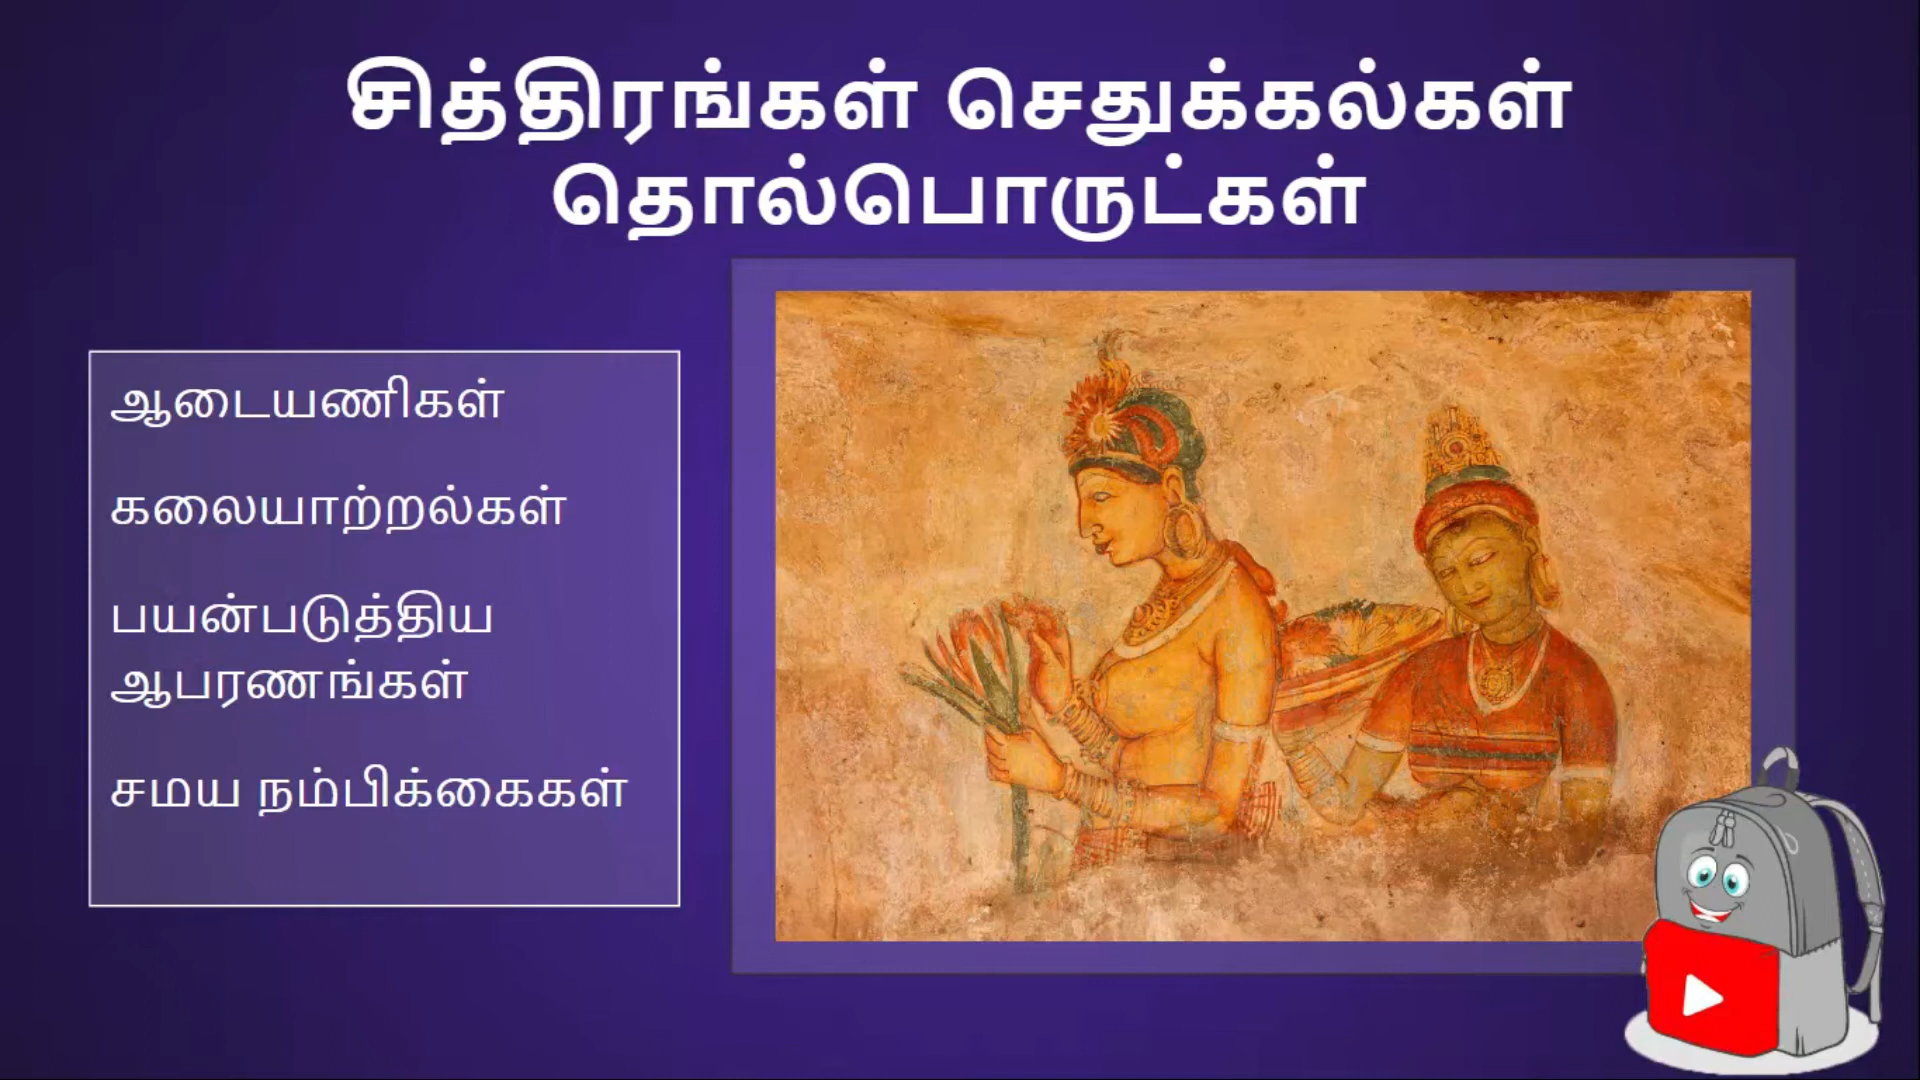 சித்திரங்கள் செதுக்கல்கள்
தொல்பொருட்கள்
ஆடையணிகள்
கலையாற்றல்கள்
பயன்படுத்திய
ஆபரணங்கள்
சமய நம்பிக்கைகள்